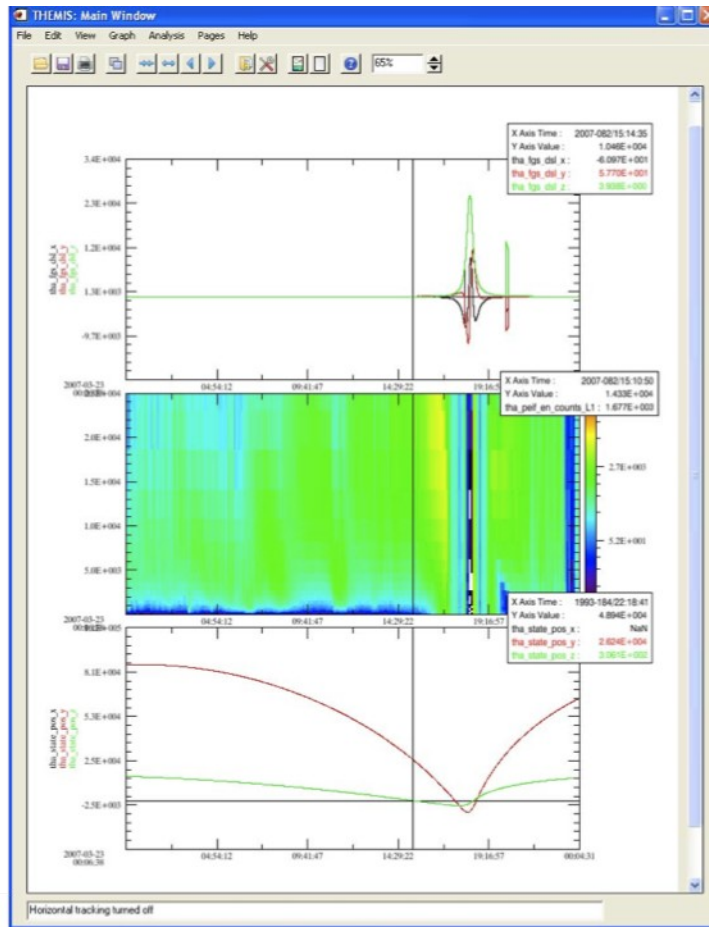 THEMIS: Main Window
File Edit View Graph Analysis Pages Help
65%
X Axis Time : 2007-082/15:14:35
Y Axis Value : 1.046E+004
tha_fgs_dsl_x : -6.097E+001
tha_fgs_dsl_y : 5.770E+001
tha_fgs_dsl_z : 3.938E+000
3.4E+004
2.3E+004
1.2E+004
1.3E+003
-9.7E+003
tha_fgs_dsl_x
tha_fgs_dsl_y
tha_fgs_dsl_z
2007-03-23
04:54:12 09:41:47 14:29:22 19:16:57
X Axis Time : 2007-082/15:10:50
Y Axis Value : 1.433E+004
tha_peif_en_counts_L1 : 1.677E+003
2.0E+004
1.5E+004
1.0E+004
5.0E+003
2.7E+003
5.2E+001
2007-03-23
04:54:12 09:41:47 14:29:22 19:16:57
X Axis Time : 1993-184/22:18:41
Y Axis Value : 4.894E+004
tha_state_pos_x : NaN
tha_state_pos_y : 2.624E+004
tha_state_pos_z : 3.061E+002
8.1E+004
5.3E+004
2.5E+004
-2.5E+003
tha_state_pos_x
tha_state_pos_y
tha_state_pos_z
2007-03-23
00:06:38
04:54:12 09:41:47 14:29:22 19:16:57 00:04:31
Horizontal tracking turned off